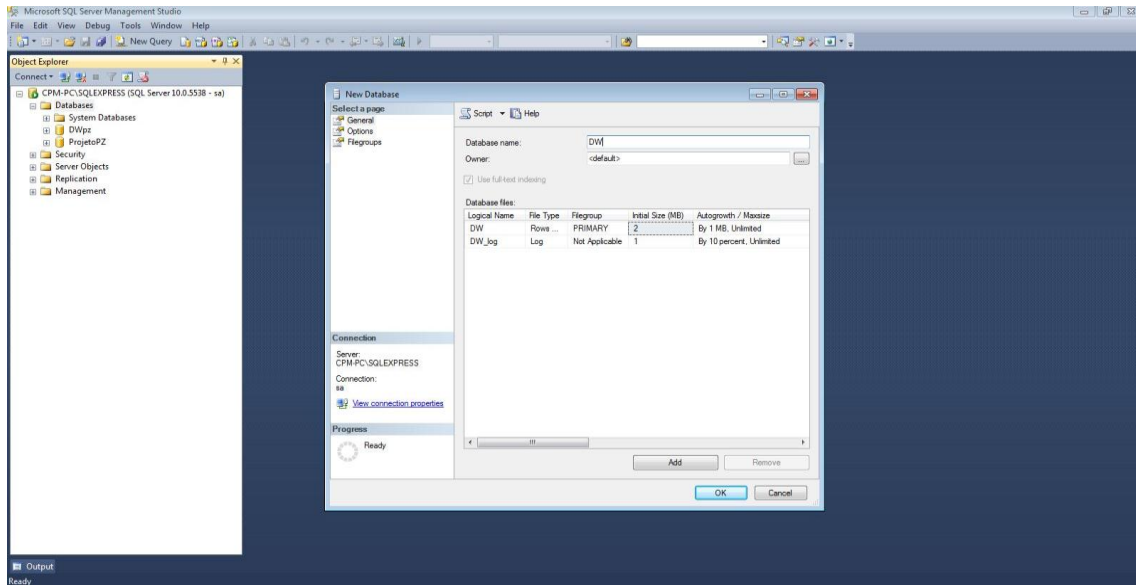 Microsoft SQL Server Management Studio
File Edit View Debug Tools Window Help
New Query
Object Explorer
Connect
CPM-PC\SQLEXPRESS (SQL Server 10.0.5538 - sa)
Databases
System Databases
DWpz
ProjetoPZ
Security
Server Objects
Replication
Management
New Database
Select a page
General
Options
Filegroups
Script Help
Database name: DW
Owner: <default> ...
Use full-text indexing
Database files:
Logical Name File Type Filegroup Initial Size (MB) Autogrowth / Maxsize
DW Rows ... PRIMARY 2 By 1 MB, Unlimited
DW_log Log Not Applicable 1 By 10 percent, Unlimited
Connection
Server:
CPM-PC\SQLEXPRESS
Connection:
sa
View connection properties
Progress
Ready
Add Remove
OK Cancel
Output
Ready